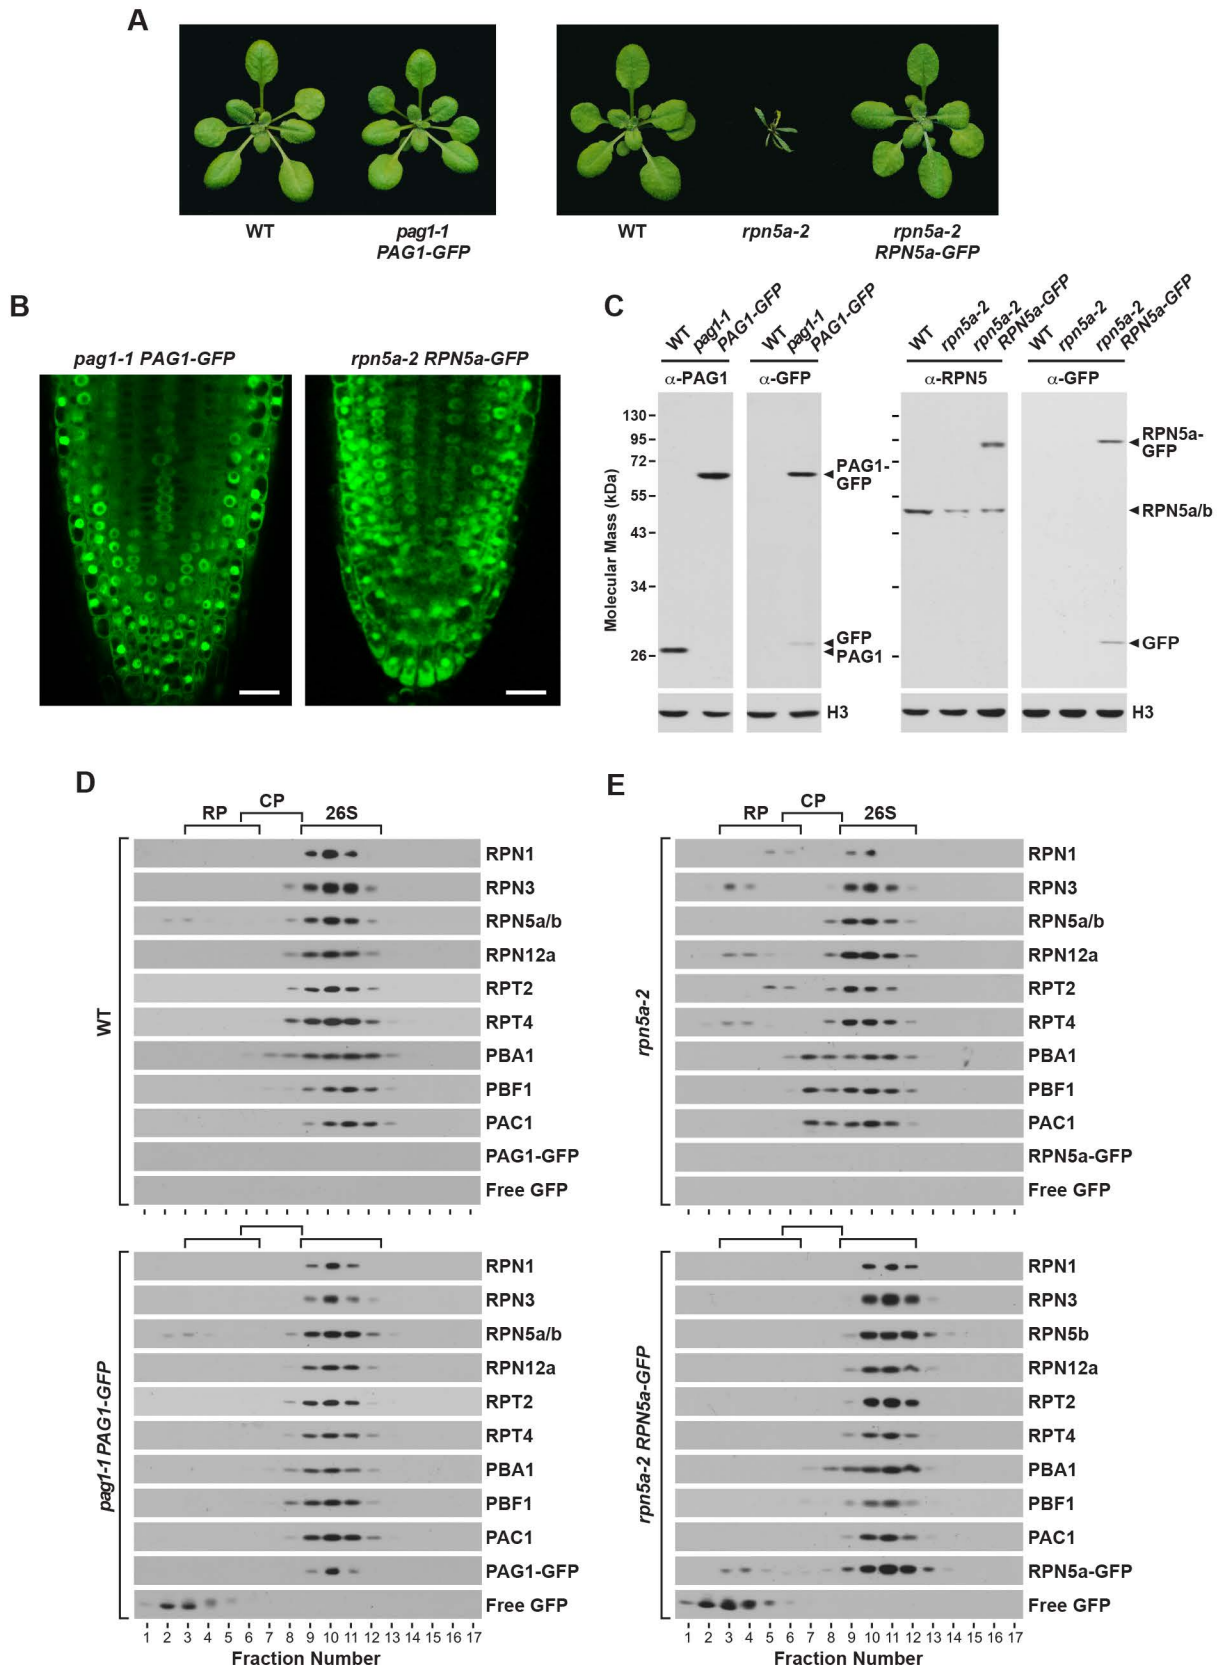 A
WT
pag1-1
PAG1-GFP
WT
rpn5a-2
rpn5a-2
RPN5a-GFP
B
pag1-1 PAG1-GFP
rpn5a-2 RPN5a-GFP
C
WT
pag1-1
PAG1-GFP
WT
pag1-1
PAG1-GFP
WT
rpn5a-2
rpn5a-2
RPN5a-GFP
WT
rpn5a-2
rpn5a-2
RPN5a-GFP
α-PAG1
α-GFP
α-RPN5
α-GFP
Molecular Mass (kDa)
130
95
72
55
43
34
26
PAG1-
GFP
GFP
PAG1
RPN5a-
GFP
RPN5a/b
GFP
H3
H3
D
RP
CP
26S
WT
RPN1
RPN3
RPN5a/b
RPN12a
RPT2
RPT4
PBA1
PBF1
PAC1
PAG1-GFP
Free GFP
pag1-1 PAG1-GFP
RPN1
RPN3
RPN5a/b
RPN12a
RPT2
RPT4
PBA1
PBF1
PAC1
PAG1-GFP
Free GFP
1 2 3 4 5 6 7 8 9 10 11 12 13 14 15 16 17
Fraction Number
E
RP
CP
26S
rpn5a-2
RPN1
RPN3
RPN5a/b
RPN12a
RPT2
RPT4
PBA1
PBF1
PAC1
RPN5a-GFP
Free GFP
rpn5a-2 RPN5a-GFP
RPN1
RPN3
RPN5b
RPN12a
RPT2
RPT4
PBA1
PBF1
PAC1
RPN5a-GFP
Free GFP
1 2 3 4 5 6 7 8 9 10 11 12 13 14 15 16 17
Fraction Number